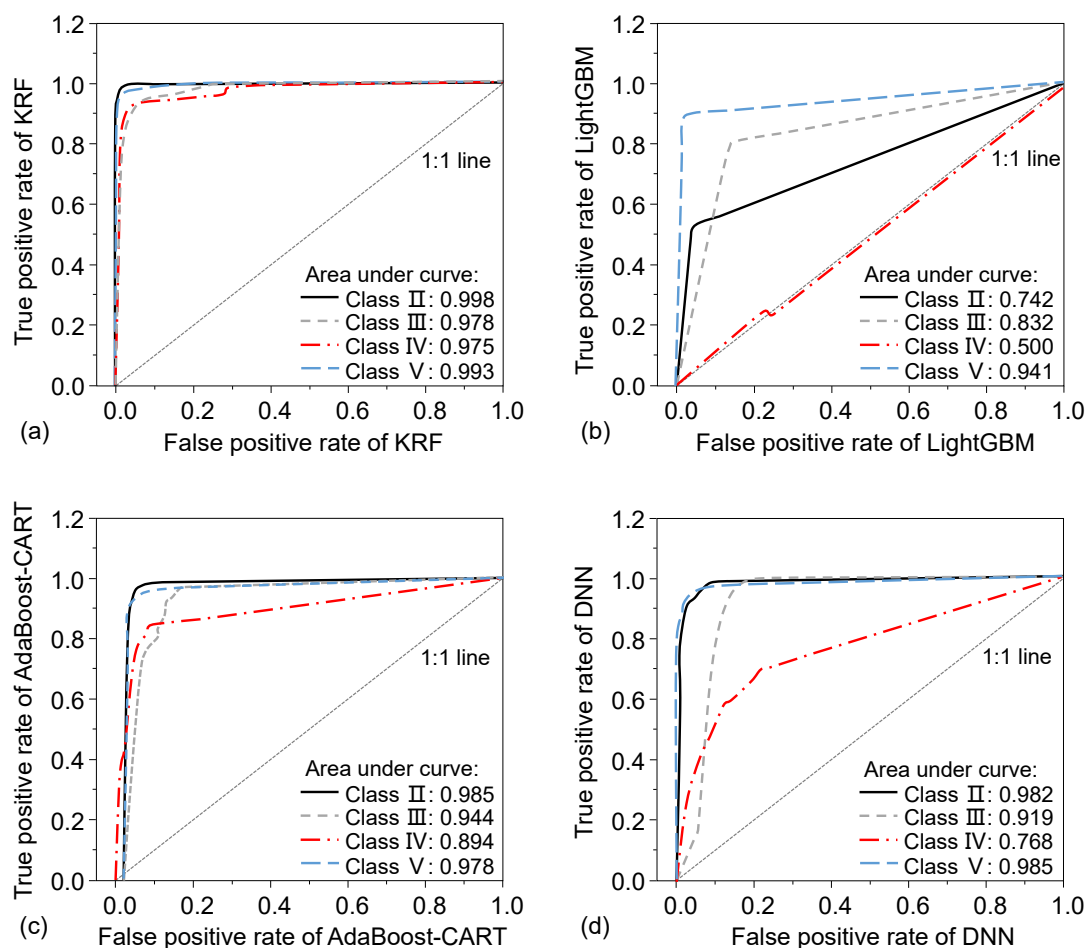 1.2
1.0
0.8
0.6
0.4
0.2
0.0
True positive rate of KRF
1:1 line
Area under curve:
Class Ⅱ: 0.998
Class Ⅲ: 0.978
Class Ⅳ: 0.975
Class Ⅴ: 0.993
0.0 0.2 0.4 0.6 0.8 1.0
(a)
False positive rate of KRF
1.2
1.0
0.8
0.6
0.4
0.2
0.0
True positive rate of LightGBM
1:1 line
Area under curve:
Class Ⅱ: 0.742
Class Ⅲ: 0.832
Class Ⅳ: 0.500
Class Ⅴ: 0.941
0.0 0.2 0.4 0.6 0.8 1.0
(b)
False positive rate of LightGBM
1.2
1.0
0.8
0.6
0.4
0.2
0.0
True positive rate of AdaBoost-CART
1:1 line
Area under curve:
Class Ⅱ: 0.985
Class Ⅲ: 0.944
Class Ⅳ: 0.894
Class Ⅴ: 0.978
0.0 0.2 0.4 0.6 0.8 1.0
(c)
False positive rate of AdaBoost-CART
1.2
1.0
0.8
0.6
0.4
0.2
0.0
True positive rate of DNN
1:1 line
Area under curve:
Class Ⅱ: 0.982
Class Ⅲ: 0.919
Class Ⅳ: 0.768
Class Ⅴ: 0.985
0.0 0.2 0.4 0.6 0.8 1.0
(d)
False positive rate of DNN